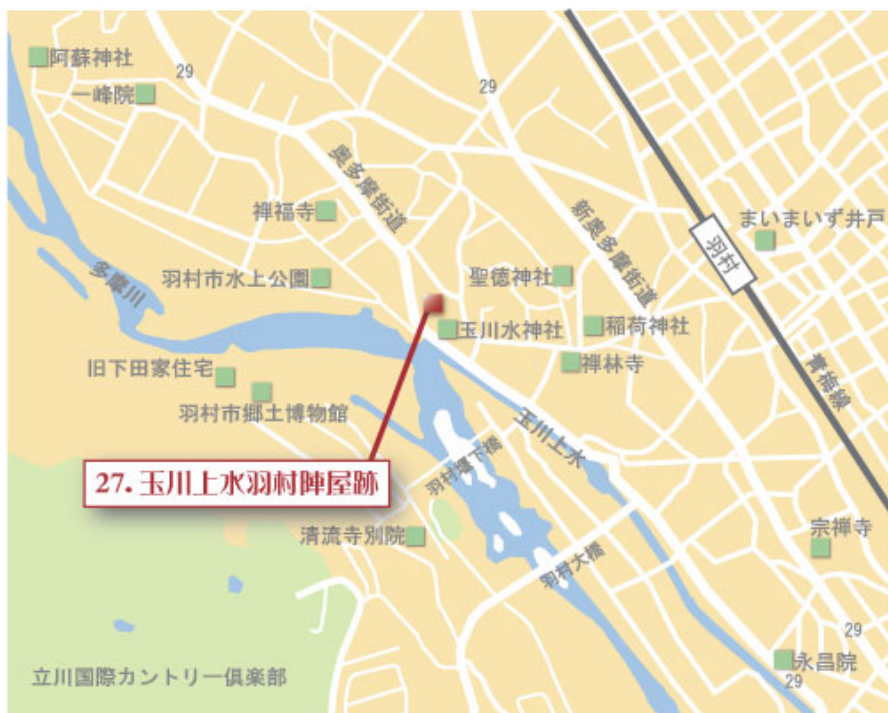 阿蘇神社
一峰院
29
29
奥多摩街道
禅福寺
新奥多摩街道
まいまいず井戸
羽村
多摩川
羽村市水上公園
聖徳神社
玉川水神社
稲荷神社
禅林寺
旧下田家住宅
羽村市郷土博物館
青梅線
玉川上水
羽村堰下橋
27.玉川上水羽村陣屋跡
清流寺別院
宗禅寺
羽村大橋
29
永昌院
29
立川国際カントリー倶楽部